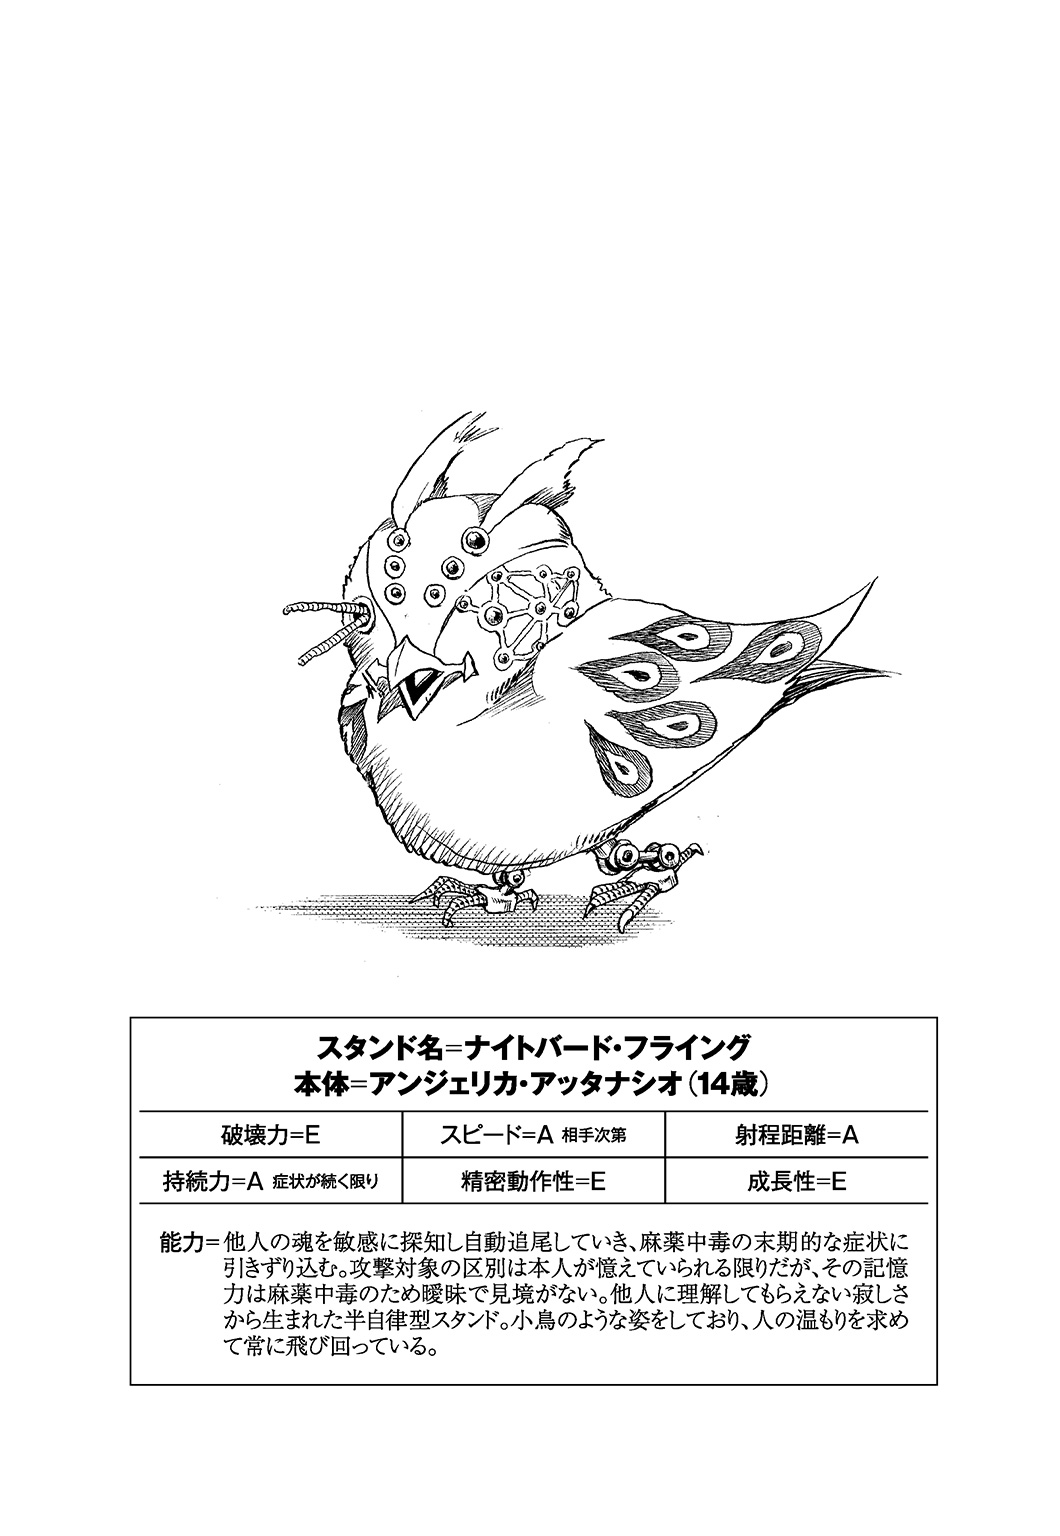 スタンド名=ナイトバード・フライング
本体=アンジェリカ・アッタナシオ（14歳）
破壊力=E
スピード=A 相手次第
射程距離=A
持続力=A 症状が続く限り
精密動作性=E
成長性=E
能力=他人の魂を敏感に探知し自動追尾していき、麻薬中毒の末期的な症状に
引きずり込む。攻撃対象の区別は本人が憶えていられる限りだが、その記憶
力は麻薬中毒のため曖昧で見境がない。他人に理解してもらえない寂しさ
から生まれた半自律型スタンド。小鳥のような姿をしており、人の温もりを求め
て常に飛び回っている。